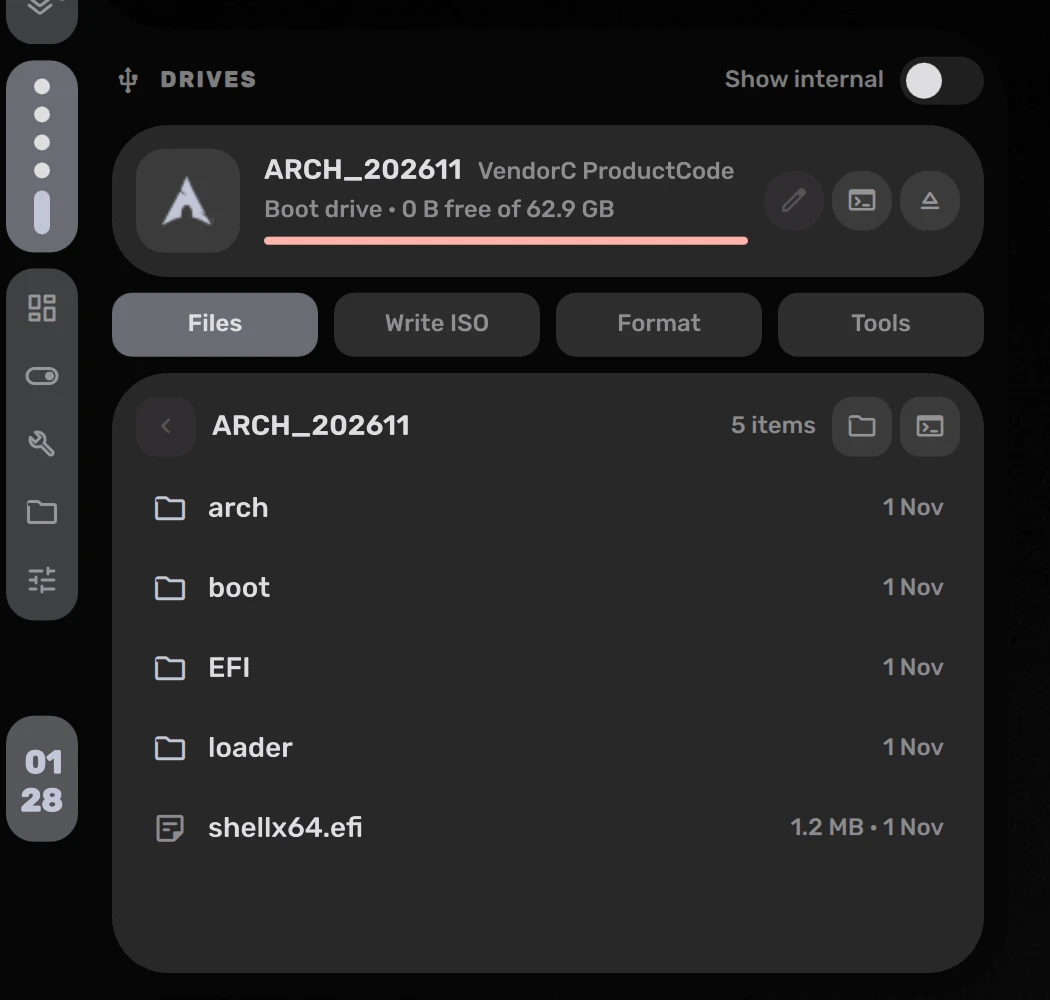 DRIVES
Show internal
ARCH_202611 VendorC ProductCode
Boot drive • 0 B free of 62.9 GB
Files
Write ISO
Format
Tools
ARCH_202611
5 items
arch
1 Nov
boot
1 Nov
EFI
1 Nov
loader
1 Nov
shellx64.efi
1.2 MB • 1 Nov
01
28